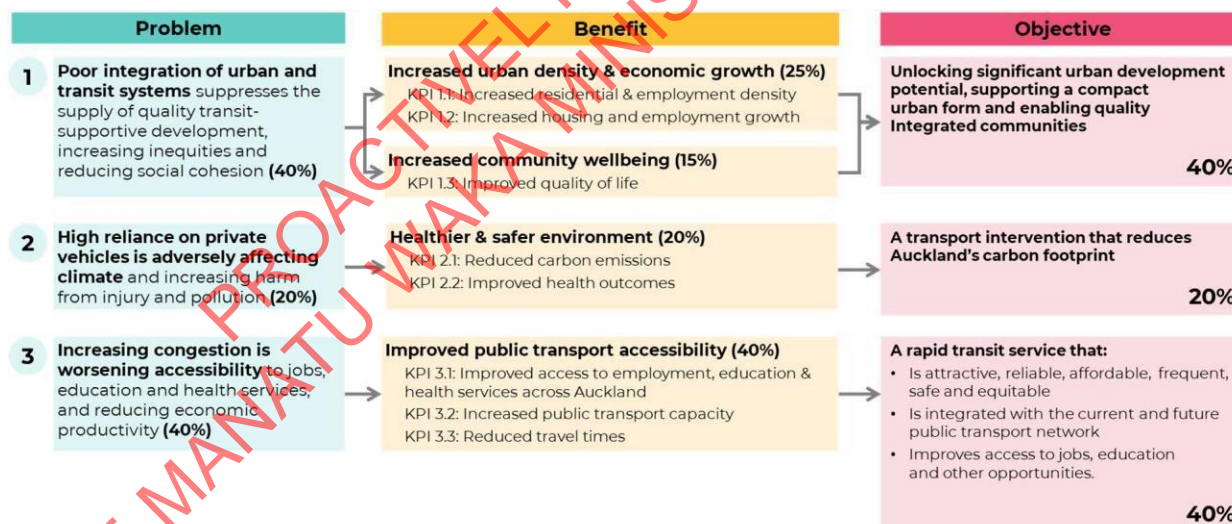 Problem
Benefit
Objective
1
Poor integration of urban and
transit systems suppresses the
supply of quality transit-
supportive development,
increasing inequities and
reducing social cohesion (40%)
Increased urban density & economic growth (25%)
KPI 1.1: Increased residential & employment density
KPI 1.2: Increased housing and employment growth
Increased community wellbeing (15%)
KPI 1.3: Improved quality of life
Unlocking significant urban development
potential, supporting a compact
urban form and enabling quality
Integrated communities
40%
2
High reliance on private
vehicles is adversely affecting
climate and increasing harm
from injury and pollution (20%)
Healthier & safer environment (20%)
KPI 2.1: Reduced carbon emissions
KPI 2.2: Improved health outcomes
A transport intervention that reduces
Auckland's carbon footprint
20%
3
Increasing congestion is
worsening accessibility to jobs,
education and health services,
and reducing economic
productivity (40%)
Improved public transport accessibility (40%)
KPI 3.1: Improved access to employment, education &
health services across Auckland
KPI 3.2: Increased public transport capacity
KPI 3.3: Reduced travel times
A rapid transit service that:
• Is attractive, reliable, affordable, frequent,
safe and equitable
• Is integrated with the current and future
public transport network
• Improves access to jobs, education
and other opportunities.
40%
PROACTIVEL
MANATU WAKA MINIS